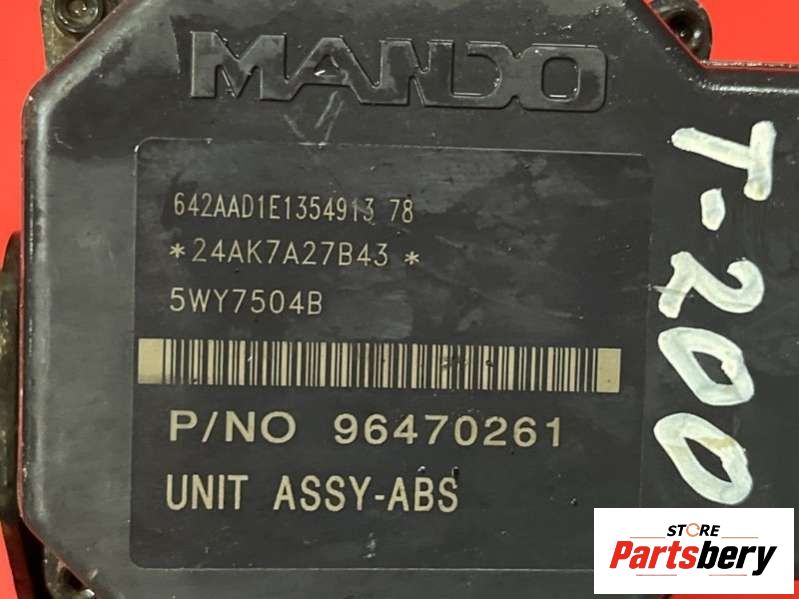 MANDO
642AAD1E1354913 78
*24AK7A27B43 *
5WY7504B
P/NO 96470261
UNIT ASSY-ABS
T-200
STORE
Partsbery